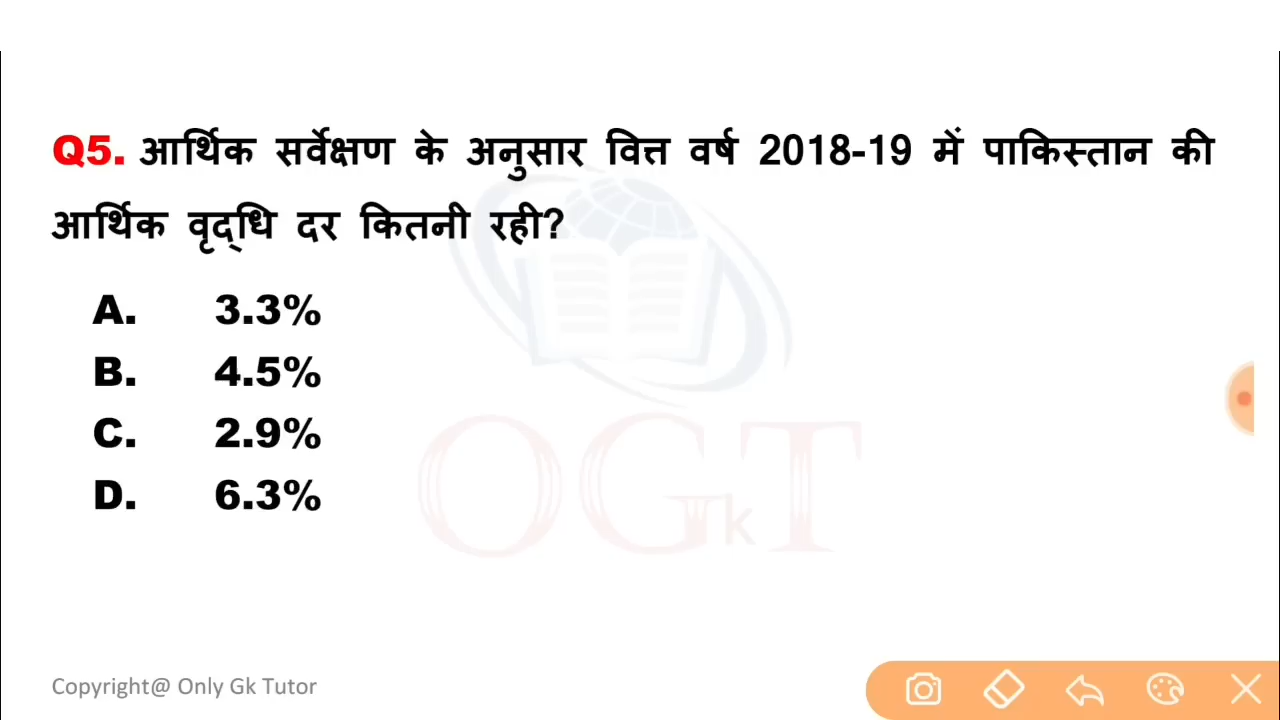 Q5. आर्थिक सर्वेक्षण के अनुसार वित्त वर्ष 2018-19 में पाकिस्तान की
आर्थिक वृद्धि दर कितनी रही?
A. 3.3%
B. 4.5%
C. 2.9%
D. 6.3%
OGkT
Copyright@ Only Gk Tutor